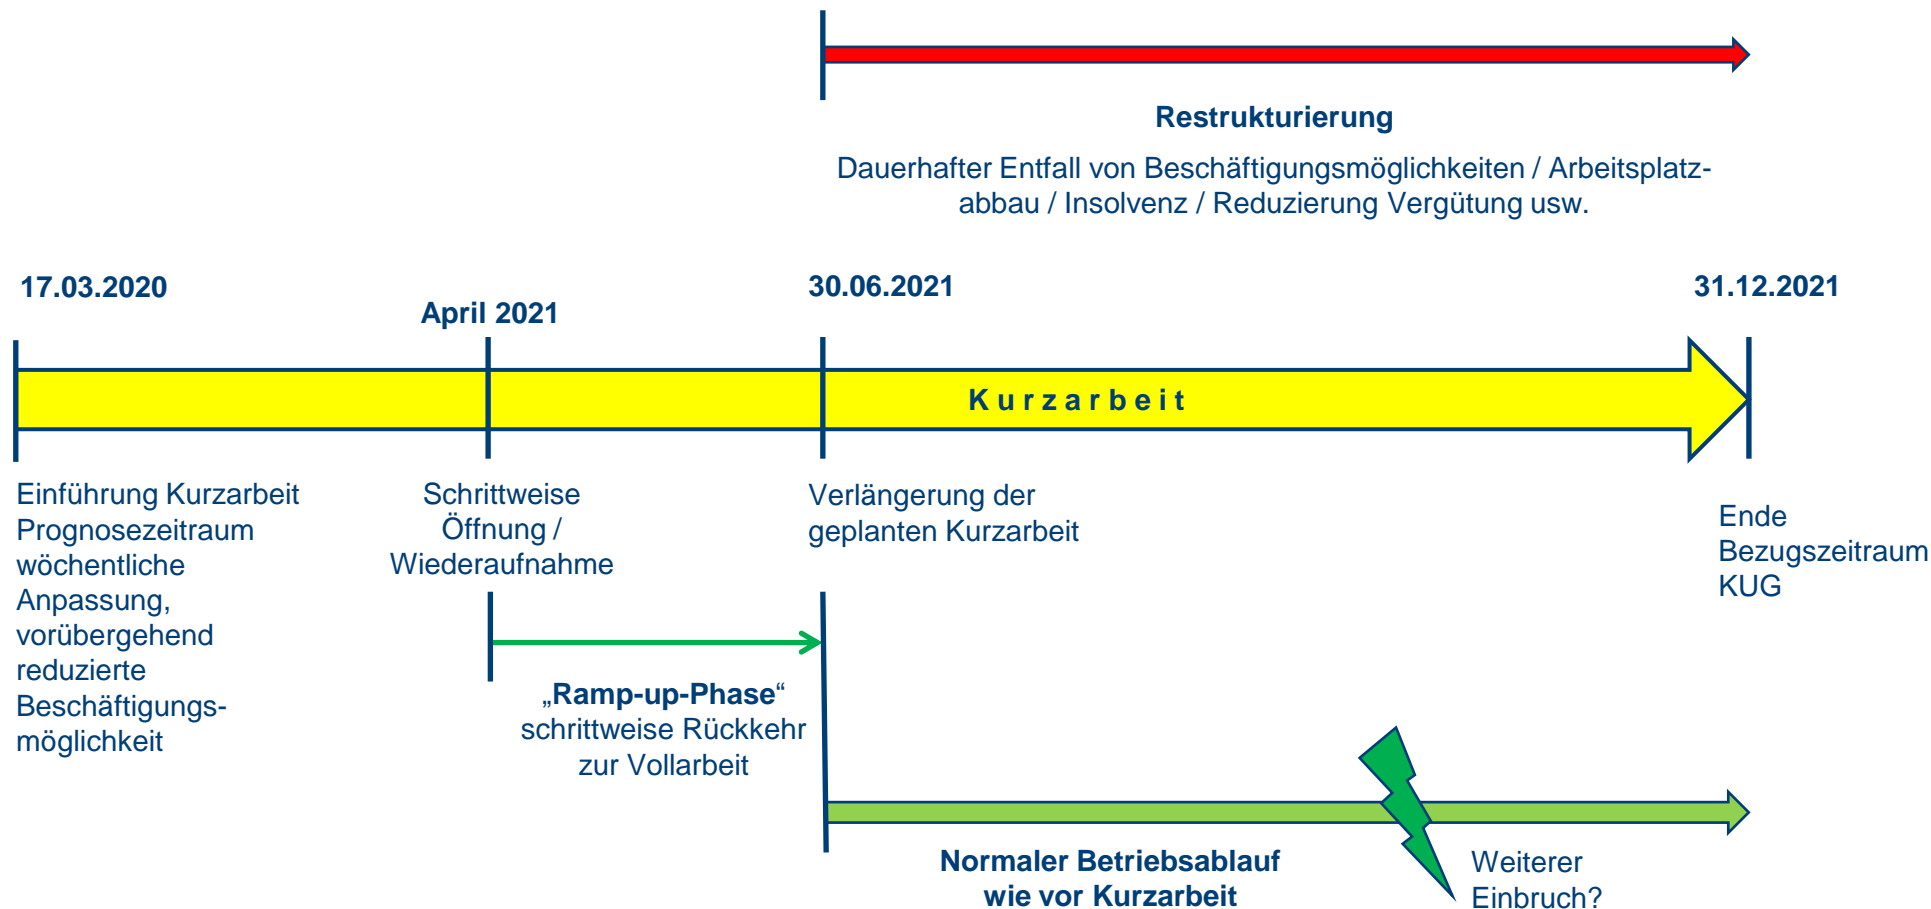 Restrukturierung
Dauerhafter Entfall von Beschäftigungsmöglichkeiten / Arbeitsplatz-
abbau / Insolvenz / Reduzierung Vergütung usw.
17.03.2020
April 2021
30.06.2021
31.12.2021
Kurzarbeit
Einführung Kurzarbeit
Prognosezeitraum
wöchentliche
Anpassung,
vorübergehend
reduzierte
Beschäftigungs-
möglichkeit
Schrittweise
Öffnung /
Wiederaufnahme
Verlängerung der
geplanten Kurzarbeit
Ende
Bezugszeitraum
KUG
„Ramp-up-Phase“
schrittweise Rückkehr
zur Vollarbeit
Normaler Betriebsablauf
wie vor Kurzarbeit
Weiterer
Einbruch?